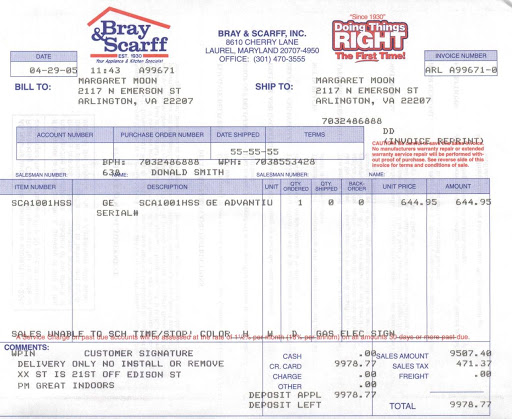 Bray
& Scarff
EST. 1930
Your Appliance & Kitchen Specialist
BRAY & SCARFF, INC.
8610 CHERRY LANE
LAUREL, MARYLAND 20707-4950
OFFICE: (301) 470-3555
"Since 1930"
Doing Things
RIGHT
The First Time!
DATE
INVOICE NUMBER
04-29-05 11:43 A99671
ARL A99671-0
BILL TO:
MARGARET MOON
2117 N EMERSON ST
ARLINGTON, VA 22207
SHIP TO:
MARGARET MOON
2117 N EMERSON ST
ARLINGTON, VA 22207
7032486888
DD
(INVOICE REPRINT)
ACCOUNT NUMBER PURCHASE ORDER NUMBER DATE SHIPPED TERMS
55-55-55
No manufacturers warranty repair or extended
warranty service repair will be performed with-
out proof of purchase. See reverse side of this
invoice for terms and conditions of sale.
BPH: 7032486888 WPH: 7038553428
SALESMAN NUMBER: 630 NAME: DONALD SMITH SALESMAN NUMBER: NAME:
ITEM NUMBER DESCRIPTION UNIT QTY. ORDERED QTY. SHIPPED BACK-ORDER UNIT PRICE AMOUNT
SCA1001HSS GE SCA1001HSS GE ADVANTIU 1 0 0 644.95 644.95
SERIAL#
SALES UNABLE TO SCH TIME/STOP/ COLOR H W D GAS ELEC SIGN
A Service Charge on past due accounts will be assessed at the rate of 1½% per month (18% per annum) on all amounts 30 days or more past due.
COMMENTS:
WPIN CUSTOMER SIGNATURE
DELIVERY ONLY NO INSTALL OR REMOVE
XX ST IS 21ST OFF EDISON ST
PM GREAT INDOORS
CASH .00
CR. CARD 9978.77
CHARGE .00
OTHER .00
DEPOSIT APPL 9978.77
DEPOSIT LEFT
SALES AMOUNT 9507.40
SALES TAX 471.37
FREIGHT .00
TOTAL 9978.77